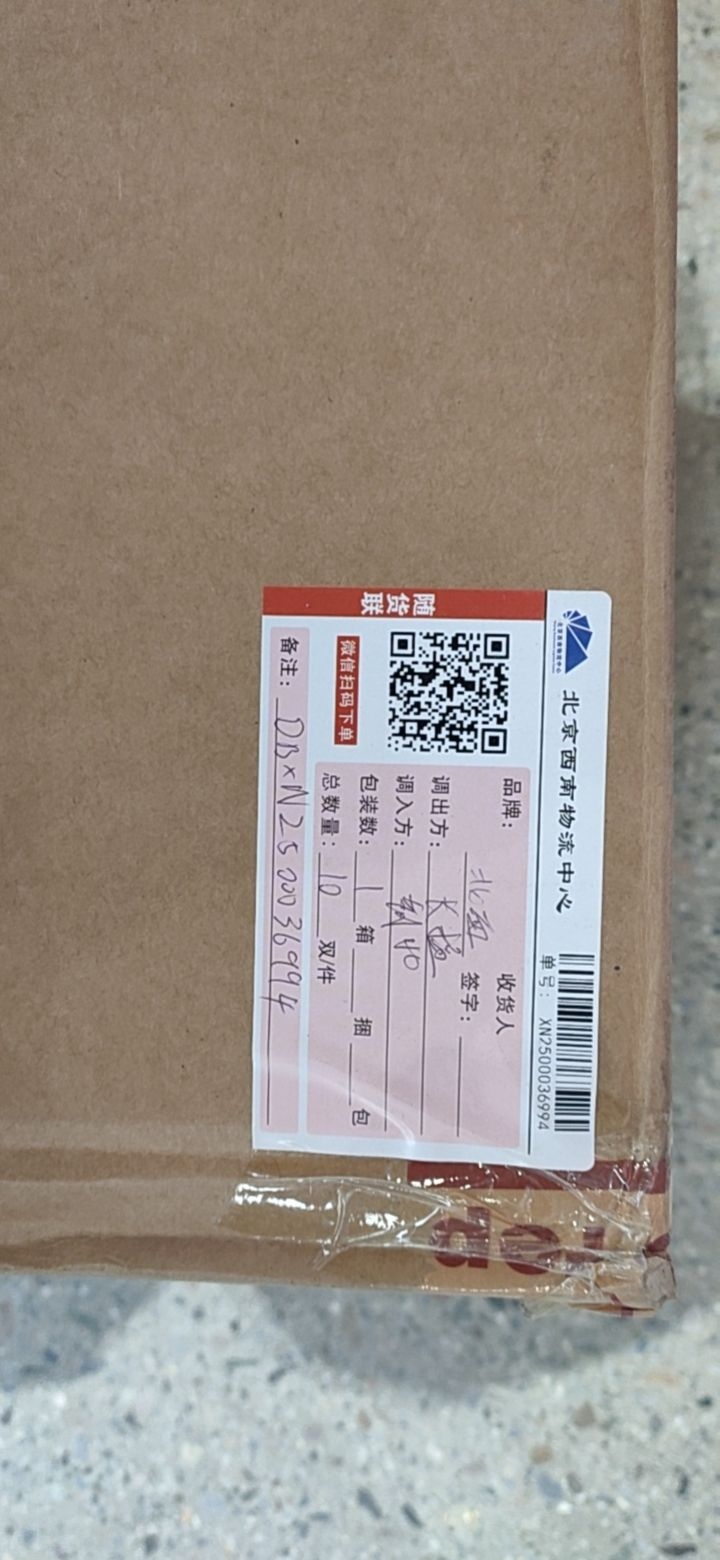 北京西南物流中心
单号： XN2500036994
随货联
微信扫码下单
品牌： 北面
收货人
签字：
调出方：
调入方：
包装数： 1 箱 捆 包
总数量： 10 双/件
备注： DBXN2500036994